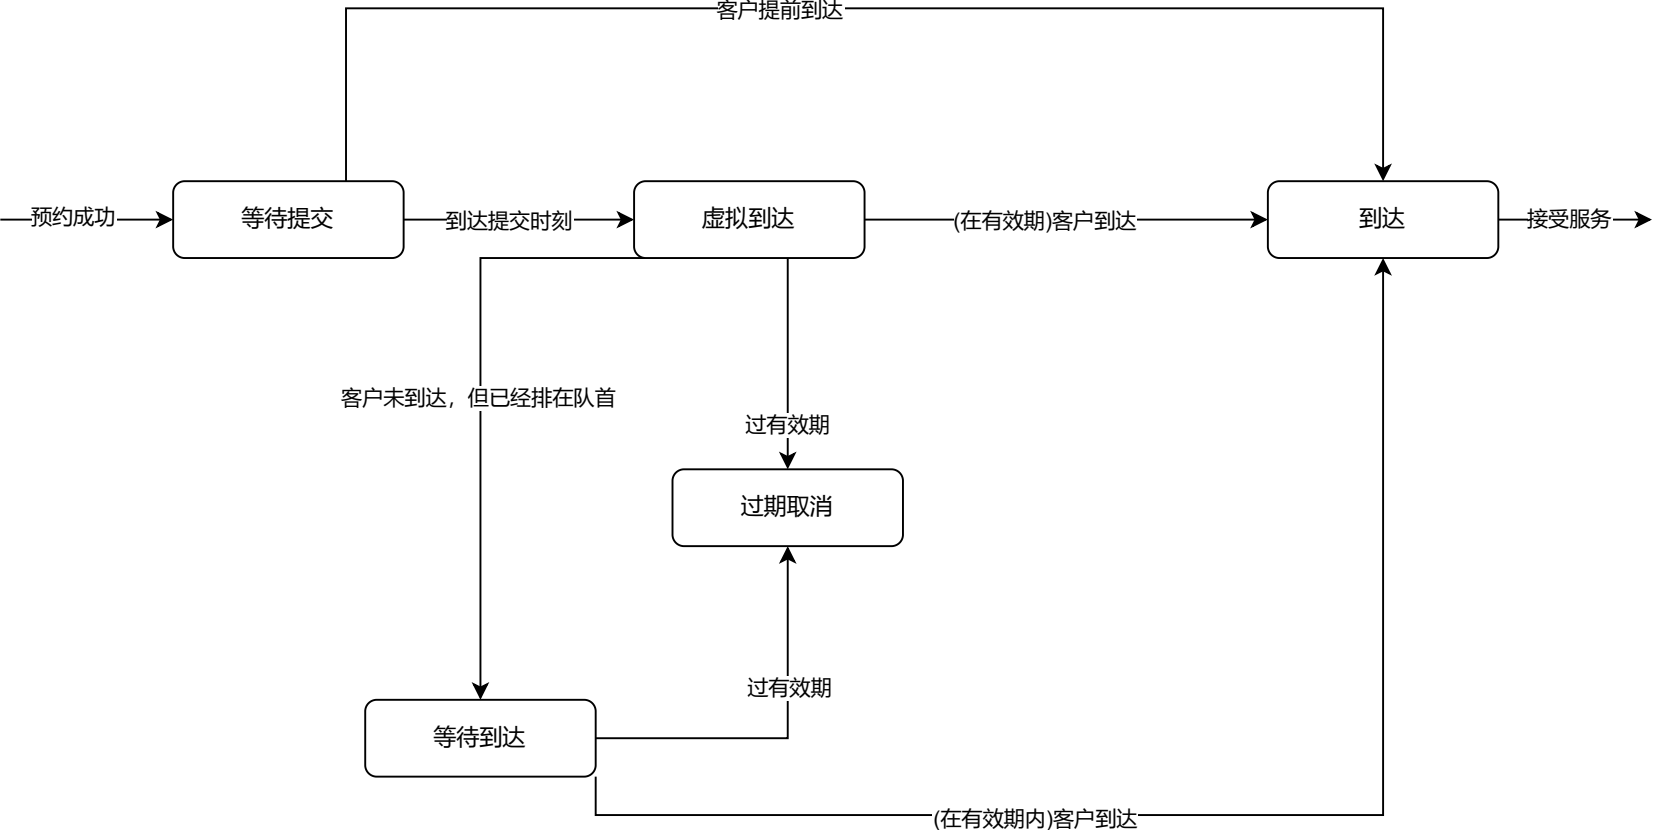 客户提前到达
预约成功
等待提交
到达提交时刻
虚拟到达
(在有效期)客户到达
到达
接受服务
客户未到达，但已经排在队首
过有效期
过期取消
过有效期
等待到达
(在有效期内)客户到达